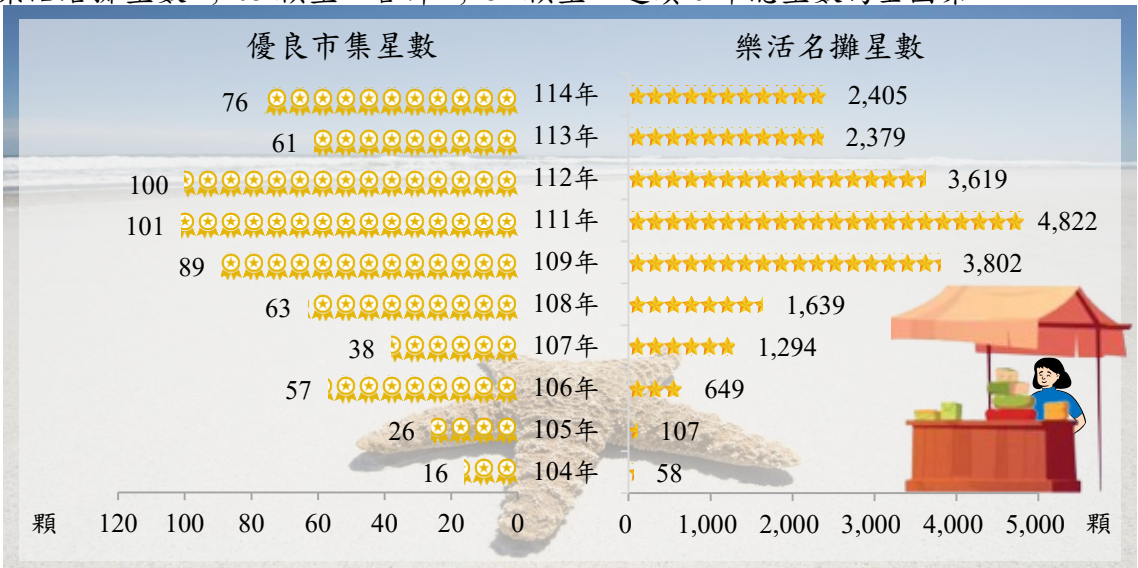 優良市集星數 樂活名攤星數
76 114年 2,405
61 113年 2,379
100 112年 3,619
101 111年 4,822
89 109年 3,802
63 108年 1,639
38 107年 1,294
57 106年 649
26 105年 107
16 104年 58
顆 120 100 80 60 40 20 0 0 1,000 2,000 3,000 4,000 5,000 顆